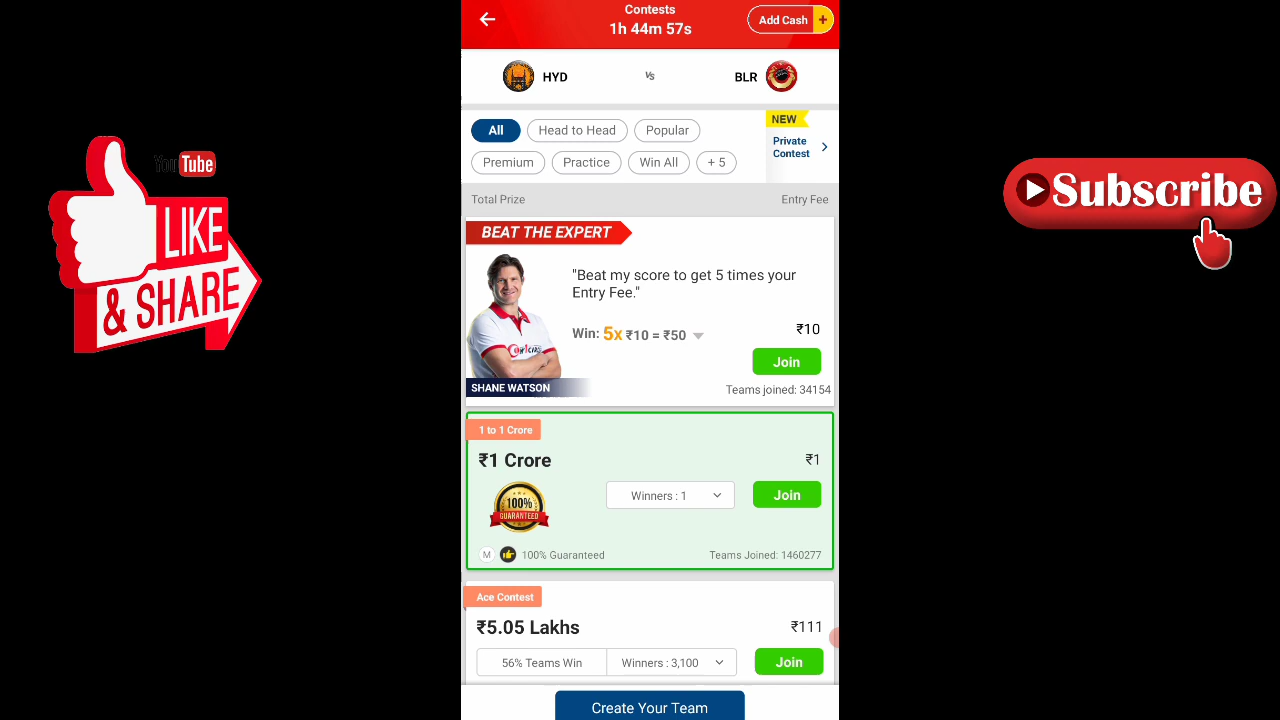 Contests
1h 44m 57s
Add Cash +
HYD
Vs
BLR
All
Head to Head
Popular
NEW
Private
Contest
Premium
Practice
Win All
+ 5
Total Prize
Entry Fee
BEAT THE EXPERT
"Beat my score to get 5 times your
Entry Fee."
Win: 5x ₹10 = ₹50
₹10
Join
SHANE WATSON
Teams joined: 34154
1 to 1 Crore
₹1 Crore
₹1
100%
GUARANTEED
Winners : 1
Join
M
100% Guaranteed
Teams Joined: 1460277
Ace Contest
₹5.05 Lakhs
₹111
56% Teams Win
Winners : 3,100
Join
Create Your Team
YouTube
LIKE
& SHARE
Subscribe